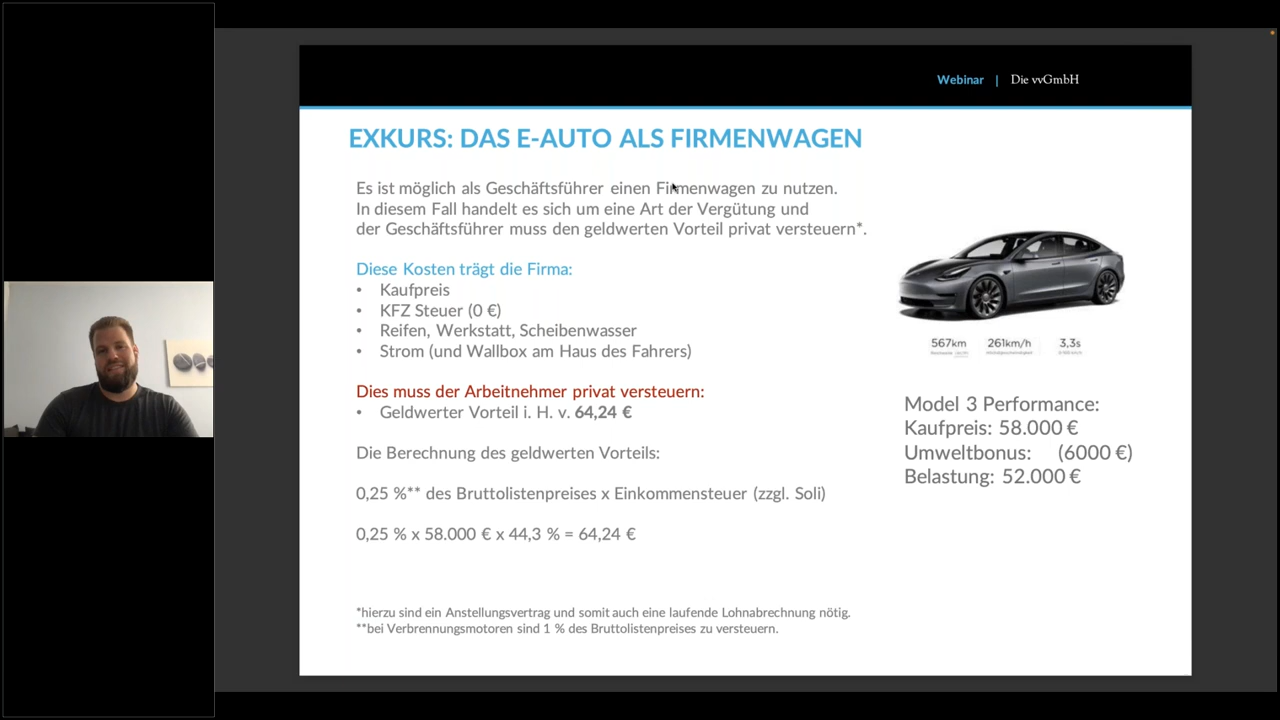 Webinar | Die vvGmbH
EXKURS: DAS E-AUTO ALS FIRMENWAGEN
Es ist möglich als Geschäftsführer einen Firmenwagen zu nutzen.
In diesem Fall handelt es sich um eine Art der Vergütung und
der Geschäftsführer muss den geldwerten Vorteil privat versteuern*.
Diese Kosten trägt die Firma:
• Kaufpreis
• KFZ Steuer (0 €)
• Reifen, Werkstatt, Scheibenwasser
• Strom (und Wallbox am Haus des Fahrers)
Dies muss der Arbeitnehmer privat versteuern:
• Geldwerter Vorteil i. H. v. 64,24 €
Die Berechnung des geldwerten Vorteils:
0,25 %** des Bruttolistenpreises x Einkommensteuer (zzgl. Soli)
0,25 % x 58.000 € x 44,3 % = 64,24 €
*hierzu sind ein Anstellungsvertrag und somit auch eine laufende Lohnabrechnung nötig.
**bei Verbrennungsmotoren sind 1 % des Bruttolistenpreises zu versteuern.
567km 261km/h 3,3s
Model 3 Performance:
Kaufpreis: 58.000 €
Umweltbonus: (6000 €)
Belastung: 52.000 €